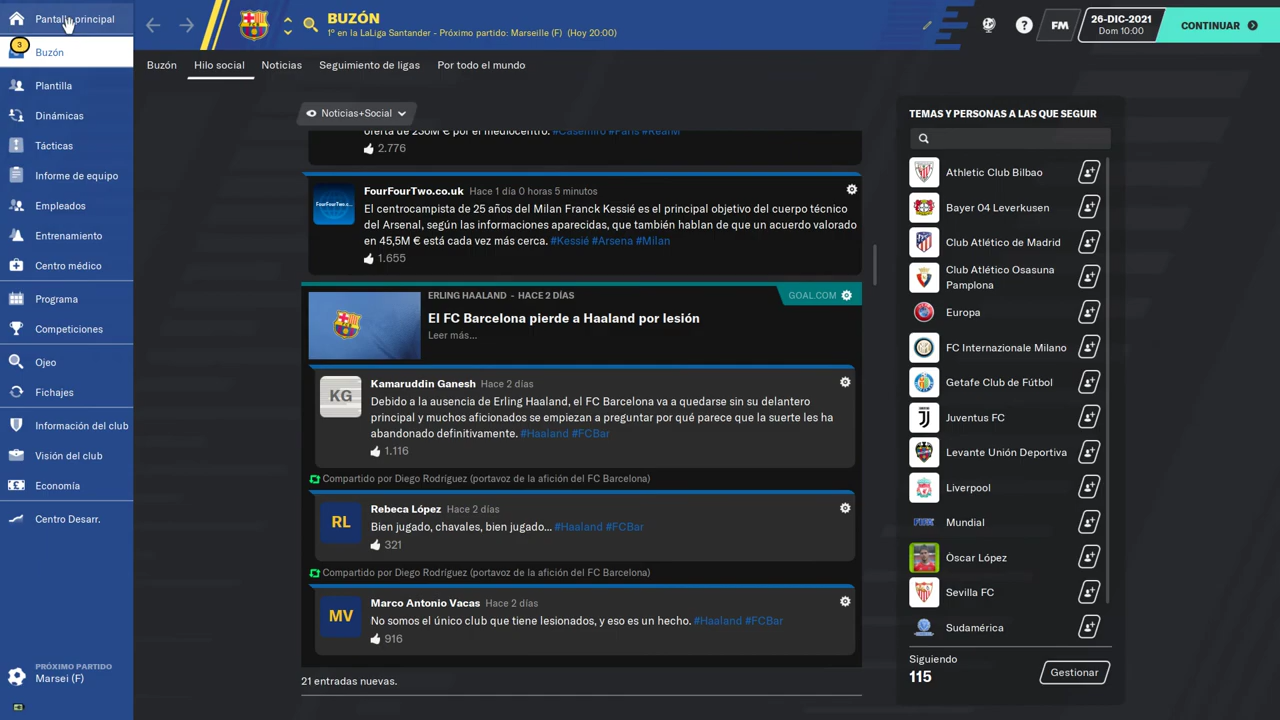 Pantalla principal
3
Buzón
Plantilla
Dinámicas
Tácticas
Informe de equipo
Empleados
Entrenamiento
Centro médico
Programa
Competiciones
Ojeo
Fichajes
Información del club
Visión del club
Economía
Centro Desarr.
PRÓXIMO PARTIDO
Marsei (F)
BUZÓN
1º en la LaLiga Santander - Próximo partido: Marseille (F) (Hoy 20:00)
FM
26-DIC-2021
Dom 10:00
CONTINUAR
Buzón
Hilo social
Noticias
Seguimiento de ligas
Por todo el mundo
Noticias+Social
oferta de 256M € por el mediocentro. #Casemiro #París #RealM
2.776
FourFourTwo.co.uk Hace 1 día 0 horas 5 minutos
FourFourTwo.c...
El centrocampista de 25 años del Milan Franck Kessié es el principal objetivo del cuerpo técnico
del Arsenal, según las informaciones aparecidas, que también hablan de que un acuerdo valorado
en 45,5M € está cada vez más cerca. #Kessié #Arsena #Milan
1.655
ERLING HAALAND - HACE 2 DÍAS
GOAL.COM
El FC Barcelona pierde a Haaland por lesión
Leer más...
KG
Kamaruddin Ganesh Hace 2 días
Debido a la ausencia de Erling Haaland, el FC Barcelona va a quedarse sin su delantero
principal y muchos aficionados se empiezan a preguntar por qué parece que la suerte les ha
abandonado definitivamente. #Haaland #FCBar
1.116
Compartido por Diego Rodríguez (portavoz de la afición del FC Barcelona)
RL
Rebeca López Hace 2 días
Bien jugado, chavales, bien jugado... #Haaland #FCBar
321
Compartido por Diego Rodríguez (portavoz de la afición del FC Barcelona)
MV
Marco Antonio Vacas Hace 2 días
No somos el único club que tiene lesionados, y eso es un hecho. #Haaland #FCBar
916
21 entradas nuevas.
TEMAS Y PERSONAS A LAS QUE SEGUIR
Athletic Club Bilbao
Bayer 04 Leverkusen
Club Atlético de Madrid
Club Atlético Osasuna
Pamplona
Europa
FC Internazionale Milano
Getafe Club de Fútbol
Juventus FC
Levante Unión Deportiva
Liverpool
Mundial
Òscar López
Sevilla FC
Sudamérica
Siguiendo
115
Gestionar